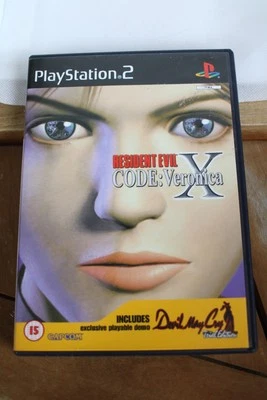 PlayStation 2
RESIDENT EVIL
CODE: Veronica X
INCLUDES
exclusive playable demo
Devil May Cry
15
CAPCOM